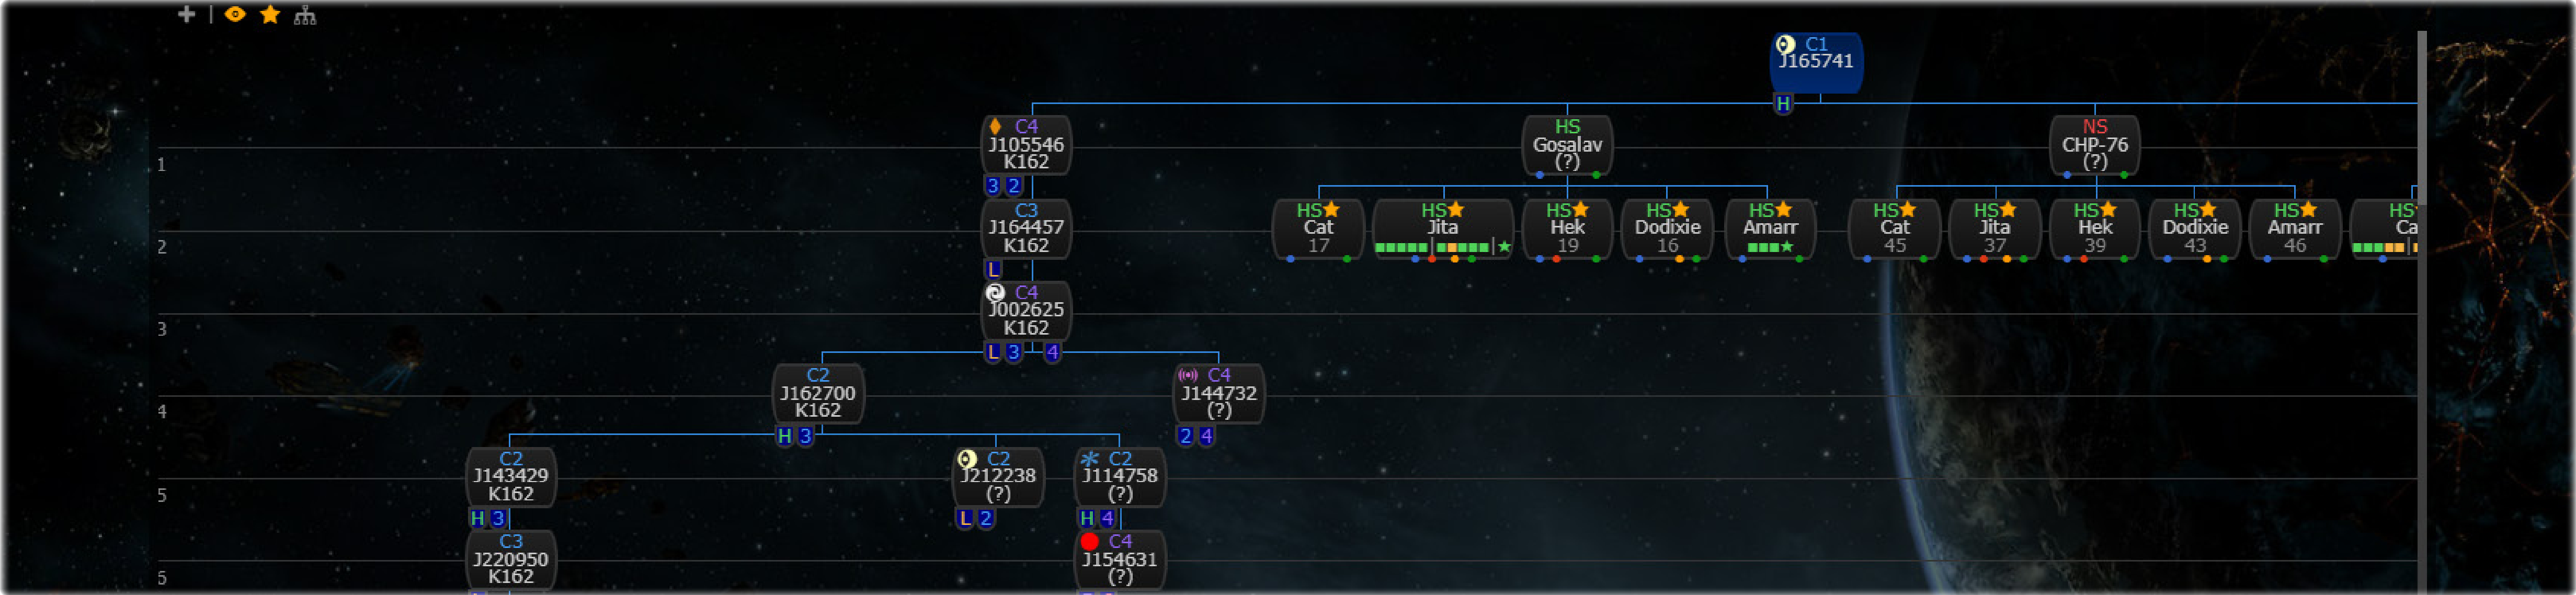 C1
J165741
H
C4
J105546
K162
3 2
HS
Gosalav
(?)
NS
CHP-76
(?)
1
C3
J164457
K162
L
HS
Cat
17
HS
Jita
HS
Hek
19
HS
Dodixie
16
HS
Amarr
HS
Cat
45
HS
Jita
37
HS
Hek
39
HS
Dodixie
43
HS
Amarr
46
HS
Ca
2
C4
J002625
K162
L 3 4
3
C2
J162700
K162
H 3
C4
J144732
(?)
2 4
4
C2
J143429
K162
H 3
C2
J212238
(?)
L 2
C2
J114758
(?)
H 4
5
C3
J220950
K162
C4
J154631
(?)